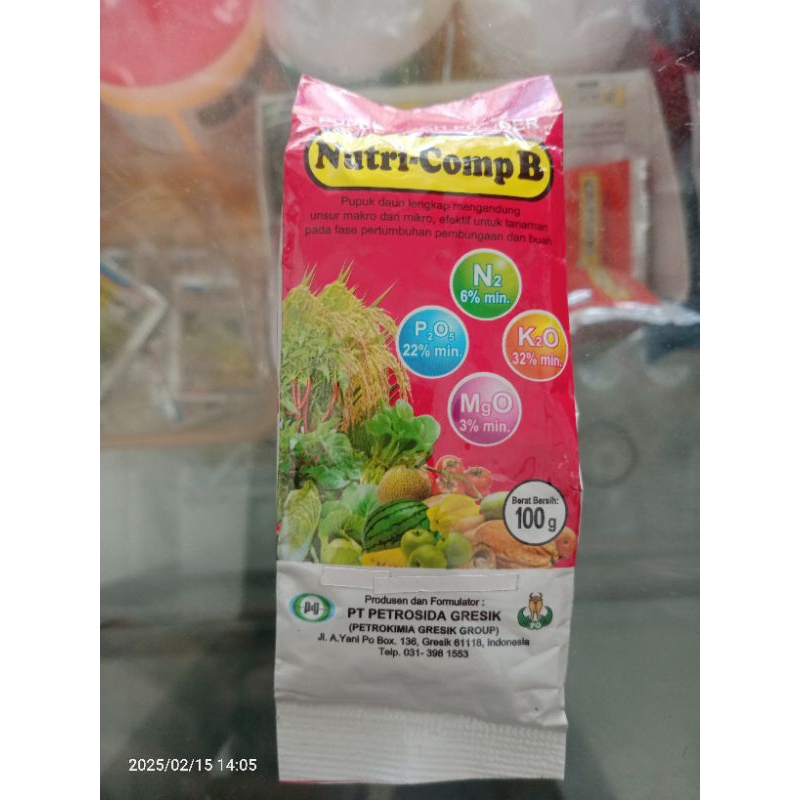 Nutri-Comp B
Pupuk daun lengkap mengandung
unsur makro dan mikro, efektif untuk tanaman
pada fase pertumbuhan pembungaan dan buah
N2
6% min.
P2O5
22% min.
K2O
32% min.
MgO
3% min.
Berat Bersih:
100 g
Produsen dan Formulator :
PT PETROSIDA GRESIK
(PETROKIMIA GRESIK GROUP)
Jl. A.Yani Po Box. 136, Gresik 61118, Indonesia
Telp. 031- 398 1553
PG
2025/02/15 14:05